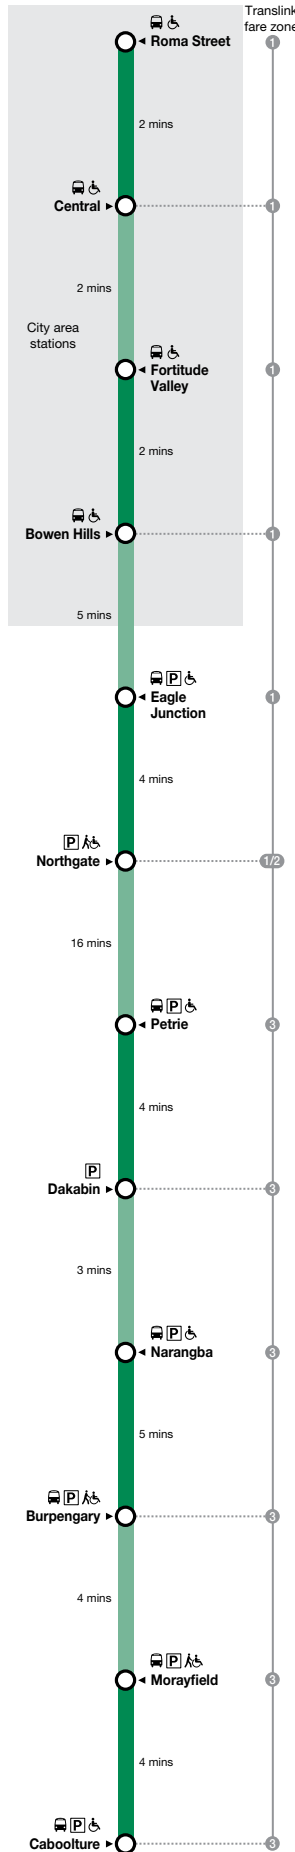 Translink
fare zone
Roma Street
1
2 mins
Central
1
2 mins
City area
stations
Fortitude
Valley
1
2 mins
Bowen Hills
1
5 mins
P
Eagle
Junction
1
4 mins
P
Northgate
1/2
16 mins
P
Petrie
3
4 mins
P
Dakabin
3
3 mins
P
Narangba
3
5 mins
P
Burpengary
3
4 mins
P
Morayfield
3
4 mins
P
Caboolture
3